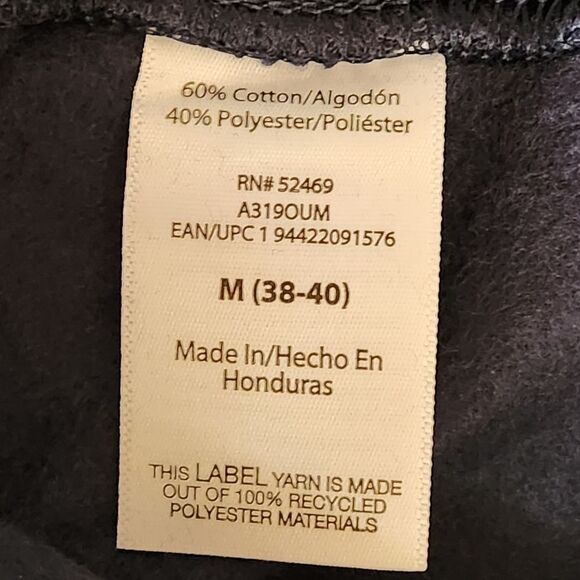 60% Cotton/Algodón
40% Polyester/Poliéster
RN# 52469
A319OUM
EAN/UPC 1 94422091576
M (38-40)
Made In/Hecho En
Honduras
THIS LABEL YARN IS MADE
OUT OF 100% RECYCLED
POLYESTER MATERIALS